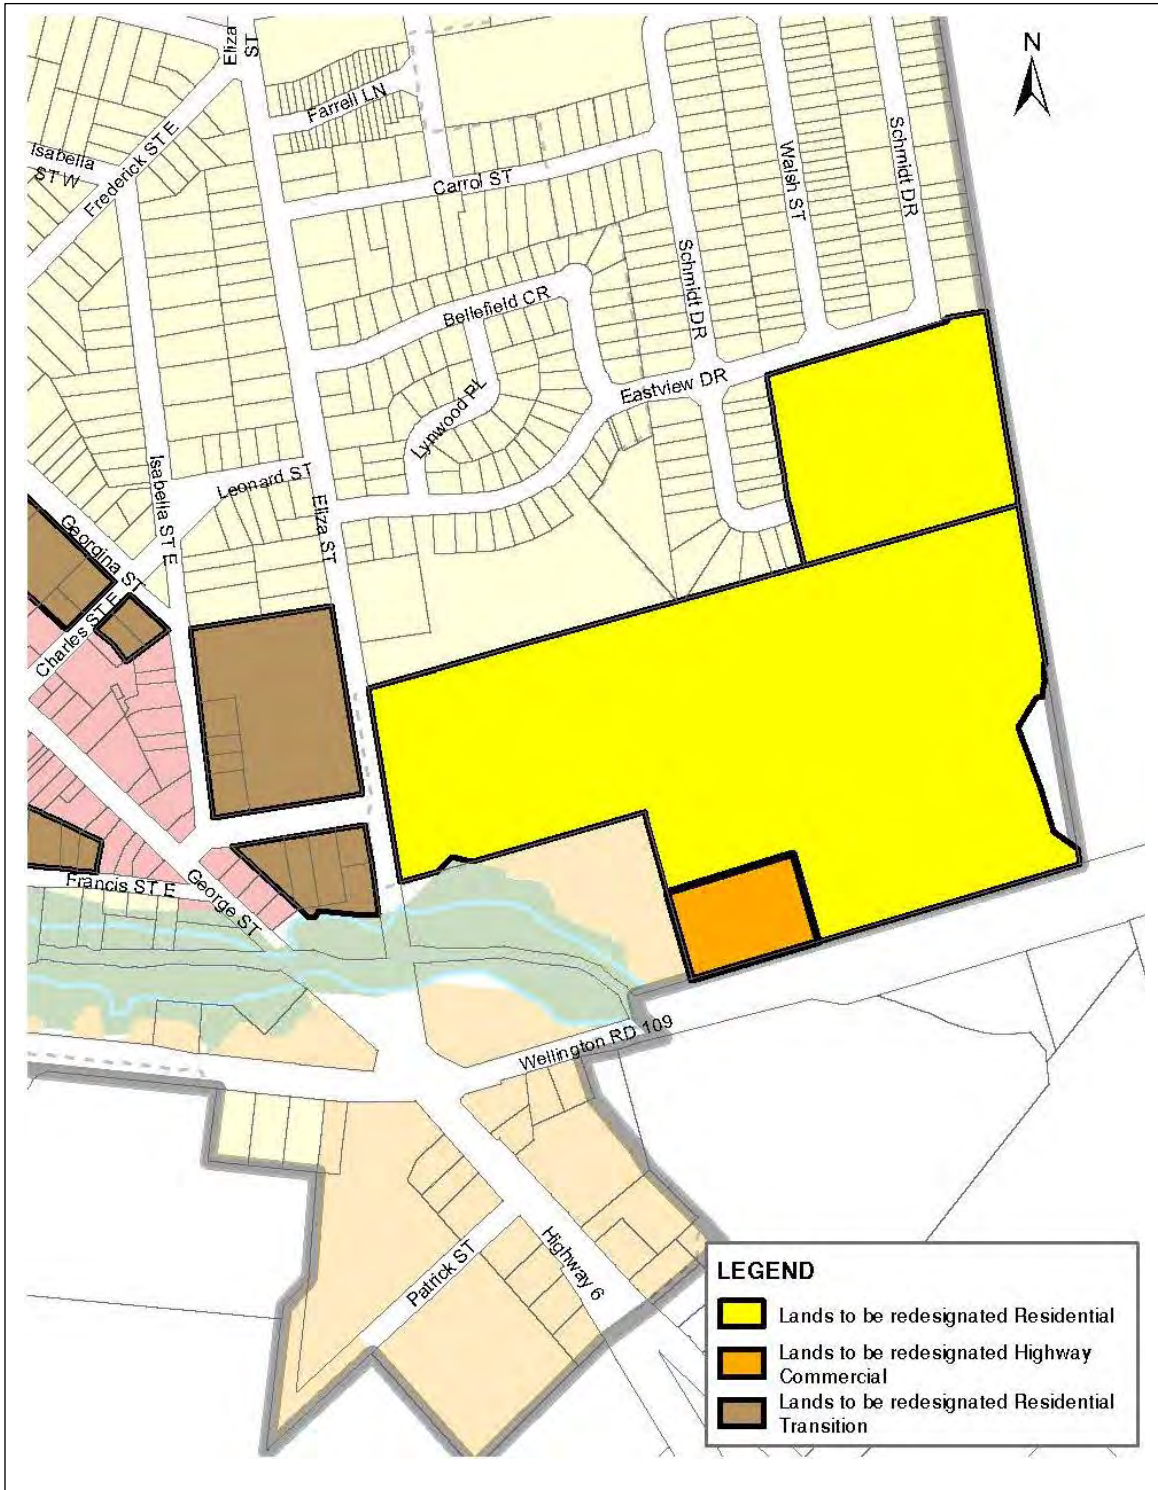 Eliza
ST
N
Farrell LN
Isabella
ST W
Frederick ST E
Carrol ST
Walsh ST
Schmidt DR
Schmidt DR
Bellefield CR
Eastview DR
Lynwood PL
Isabella ST E
Leonard ST
Eliza ST
Georgina ST
Charles ST E
Francis ST E
George ST
Wellington RD 109
Patrick ST
Highway 6
LEGEND
Lands to be redesignated Residential
Lands to be redesignated Highway
Commercial
Lands to be redesignated Residential
Transition